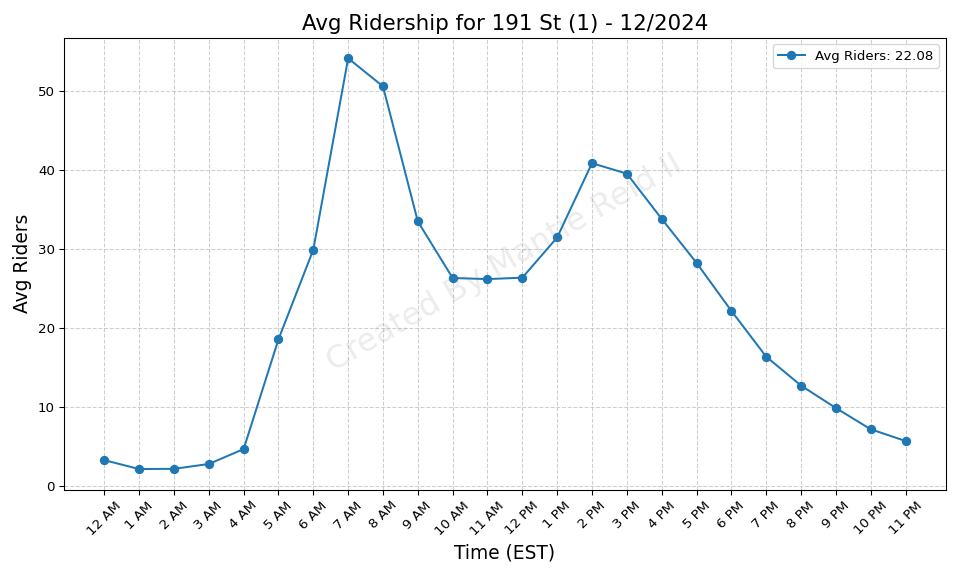 Avg Ridership for 191 St (1) - 12/2024
Avg Riders: 22.08
Avg Riders
50
40
30
20
10
0
Created By Mantie Reid II
12 AM
1 AM
2 AM
3 AM
4 AM
5 AM
6 AM
7 AM
8 AM
9 AM
10 AM
11 AM
12 PM
1 PM
2 PM
3 PM
4 PM
5 PM
6 PM
7 PM
8 PM
9 PM
10 PM
11 PM
Time (EST)